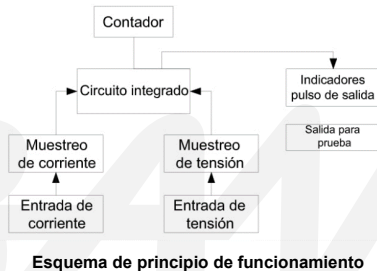 Contador
Circuito integrado
Indicadores
pulso de salida
Salida para
prueba
Muestreo
de corriente
Muestreo
de tensión
Entrada de
corriente
Entrada de
tensión
Esquema de principio de funcionamiento